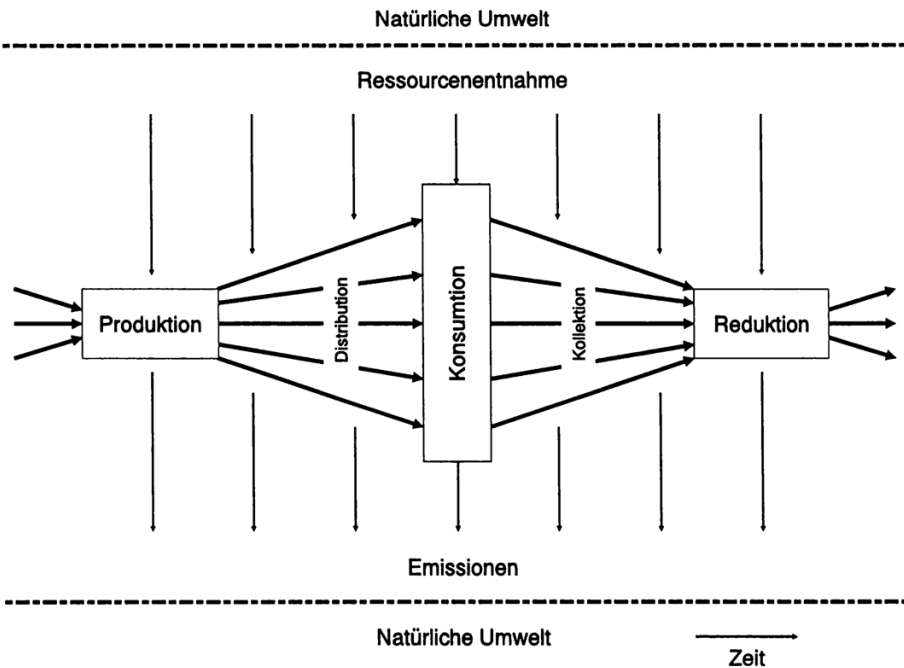 Natürliche Umwelt
Ressourcenentnahme
Produktion
Distribution
Konsumtion
Kollektion
Reduktion
Emissionen
Natürliche Umwelt
Zeit